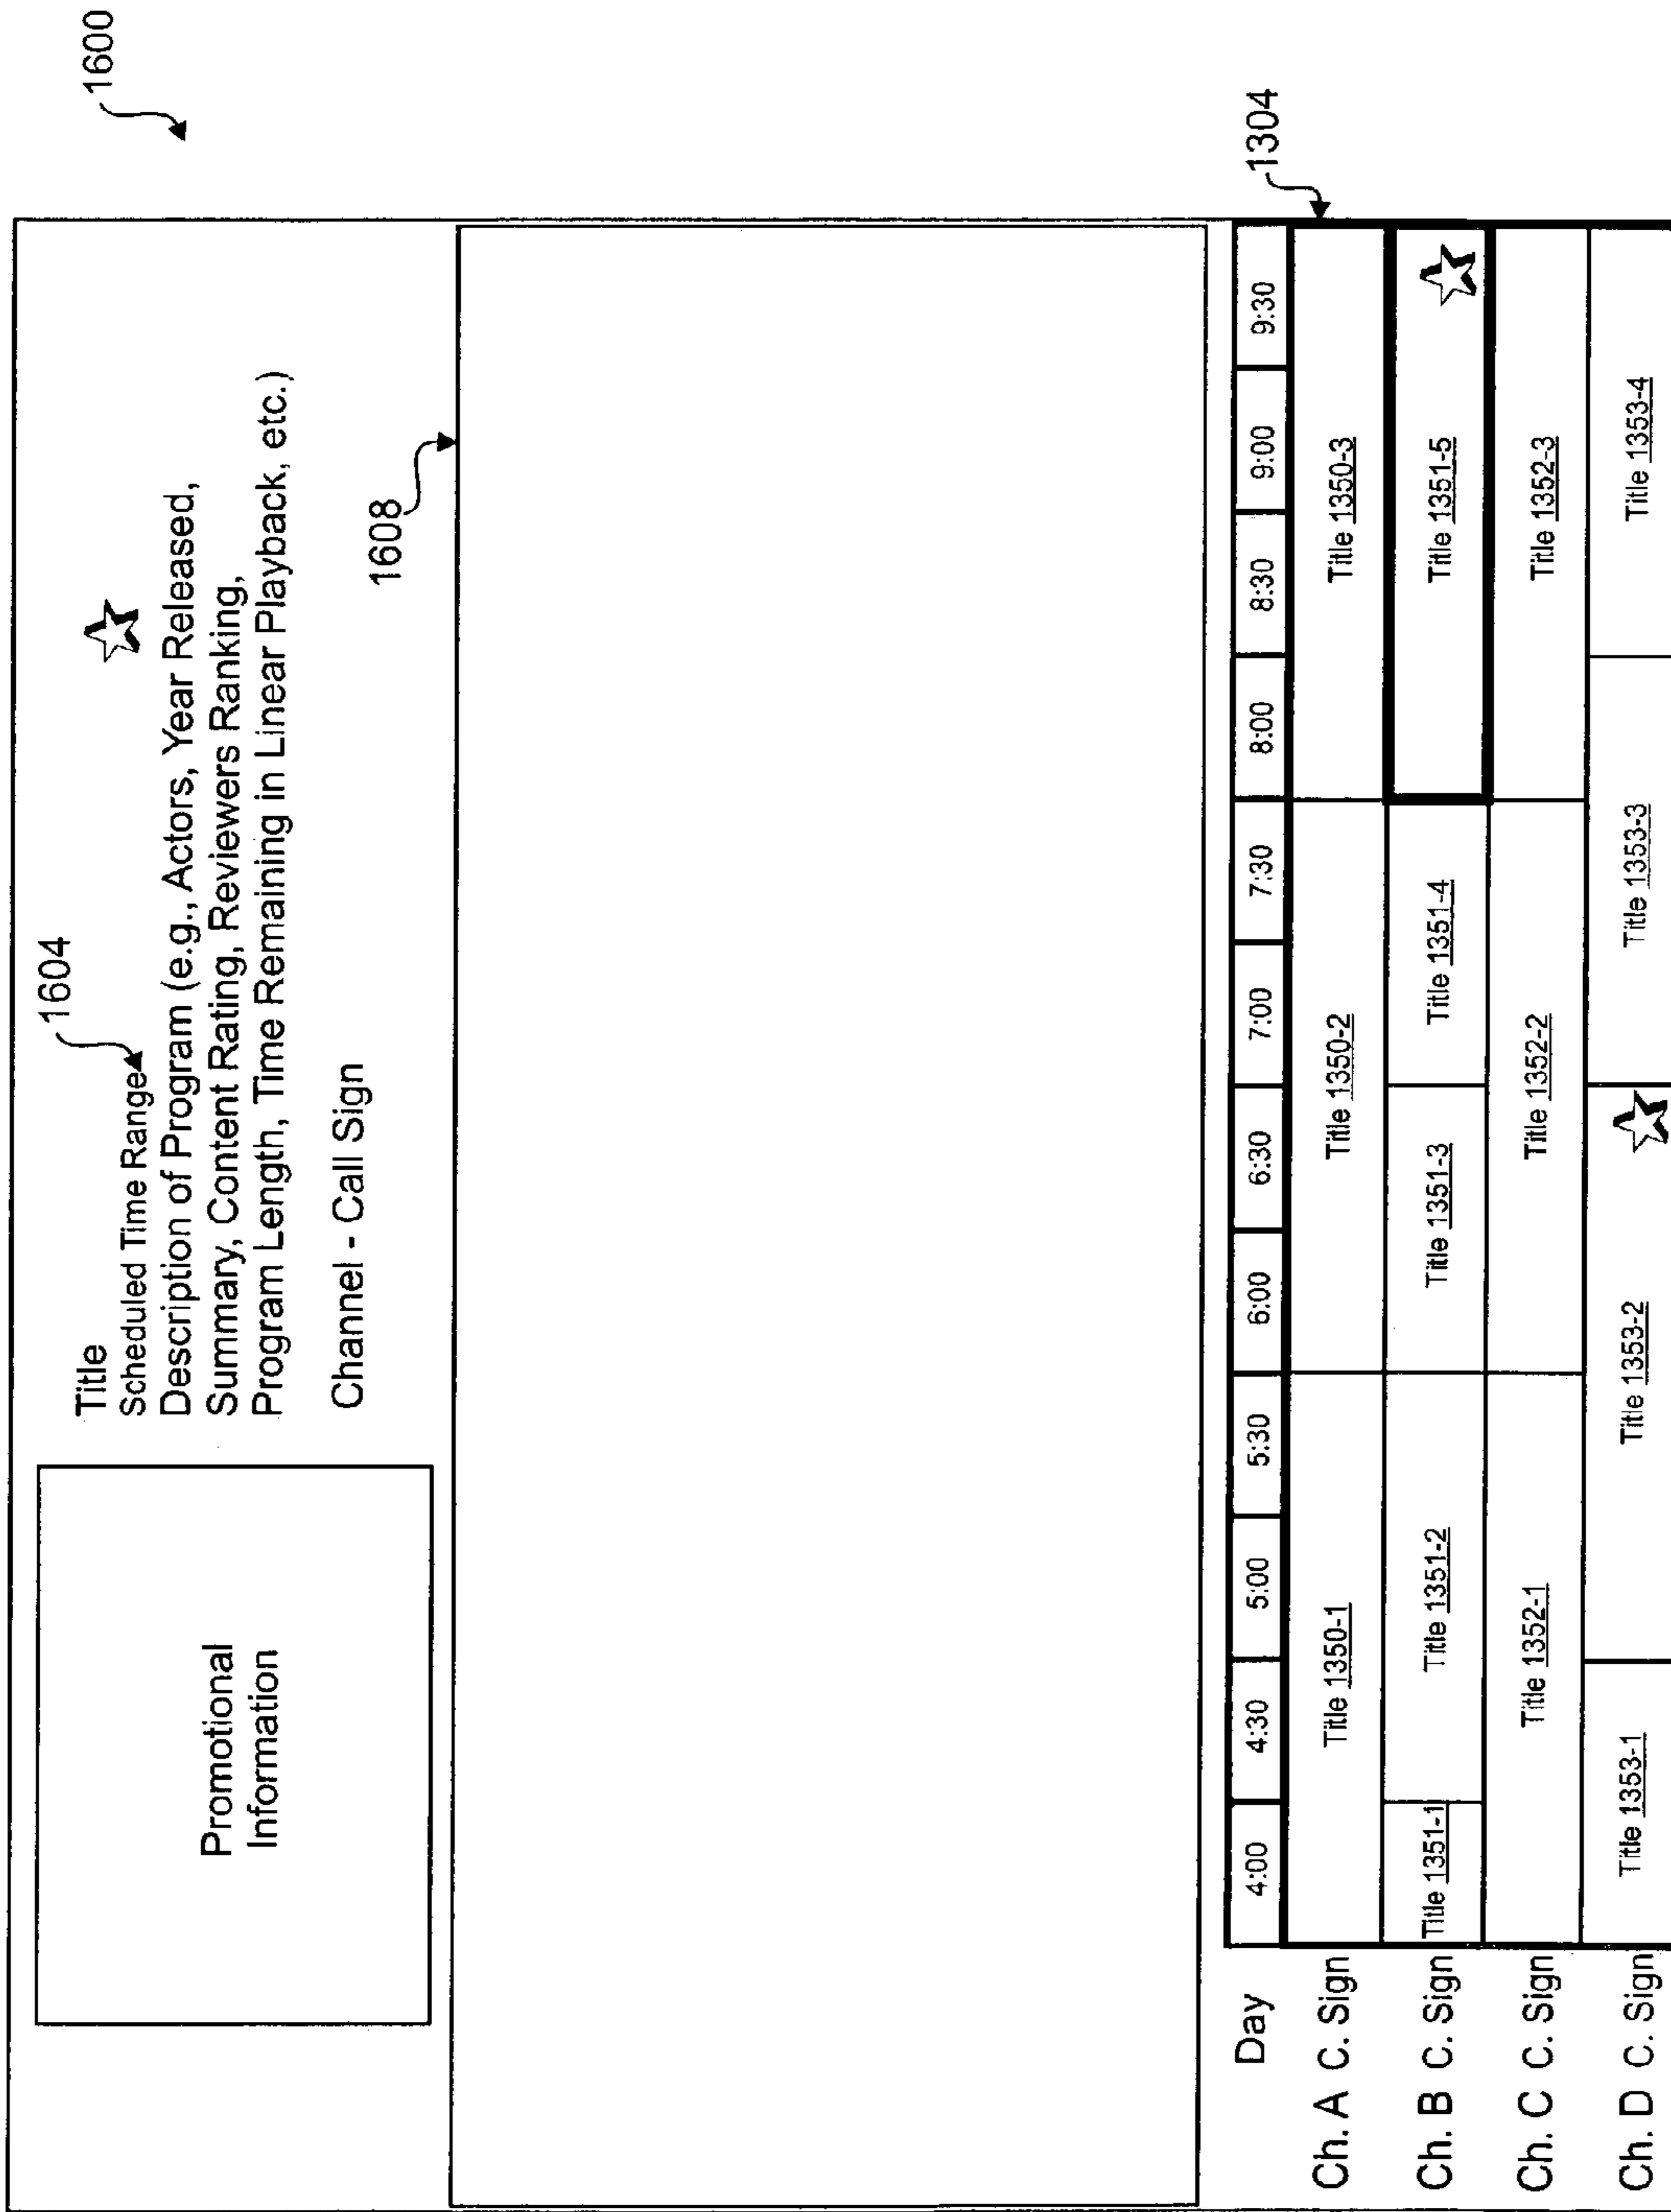 1600
1604
Title
Scheduled Time Range
Description of Program (e.g., Actors, Year Released,
Summary, Content Rating, Reviewers Ranking,
Program Length, Time Remaining in Linear Playback, etc.)
Channel - Call Sign
Promotional
Information
1608
1304
Day 4:00 4:30 5:00 5:30 6:00 6:30 7:00 7:30 8:00 8:30 9:00 9:30
Ch. A C. Sign Title 1350-1 Title 1350-2 Title 1350-3
Ch. B C. Sign Title 1351-1 Title 1351-2 Title 1351-3 Title 1351-4 Title 1351-5
Ch. C C. Sign Title 1352-1 Title 1352-2 Title 1352-3
Ch. D C. Sign Title 1353-1 Title 1353-2 Title 1353-3 Title 1353-4